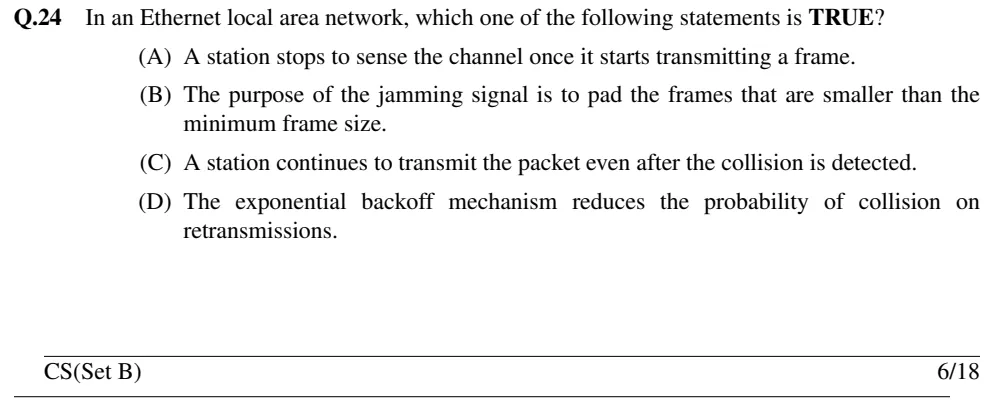 Q.24 In an Ethernet local area network, which one of the following statements is TRUE?
(A) A station stops to sense the channel once it starts transmitting a frame.
(B) The purpose of the jamming signal is to pad the frames that are smaller than the
minimum frame size.
(C) A station continues to transmit the packet even after the collision is detected.
(D) The exponential backoff mechanism reduces the probability of collision on
retransmissions.
CS(Set B) 6/18